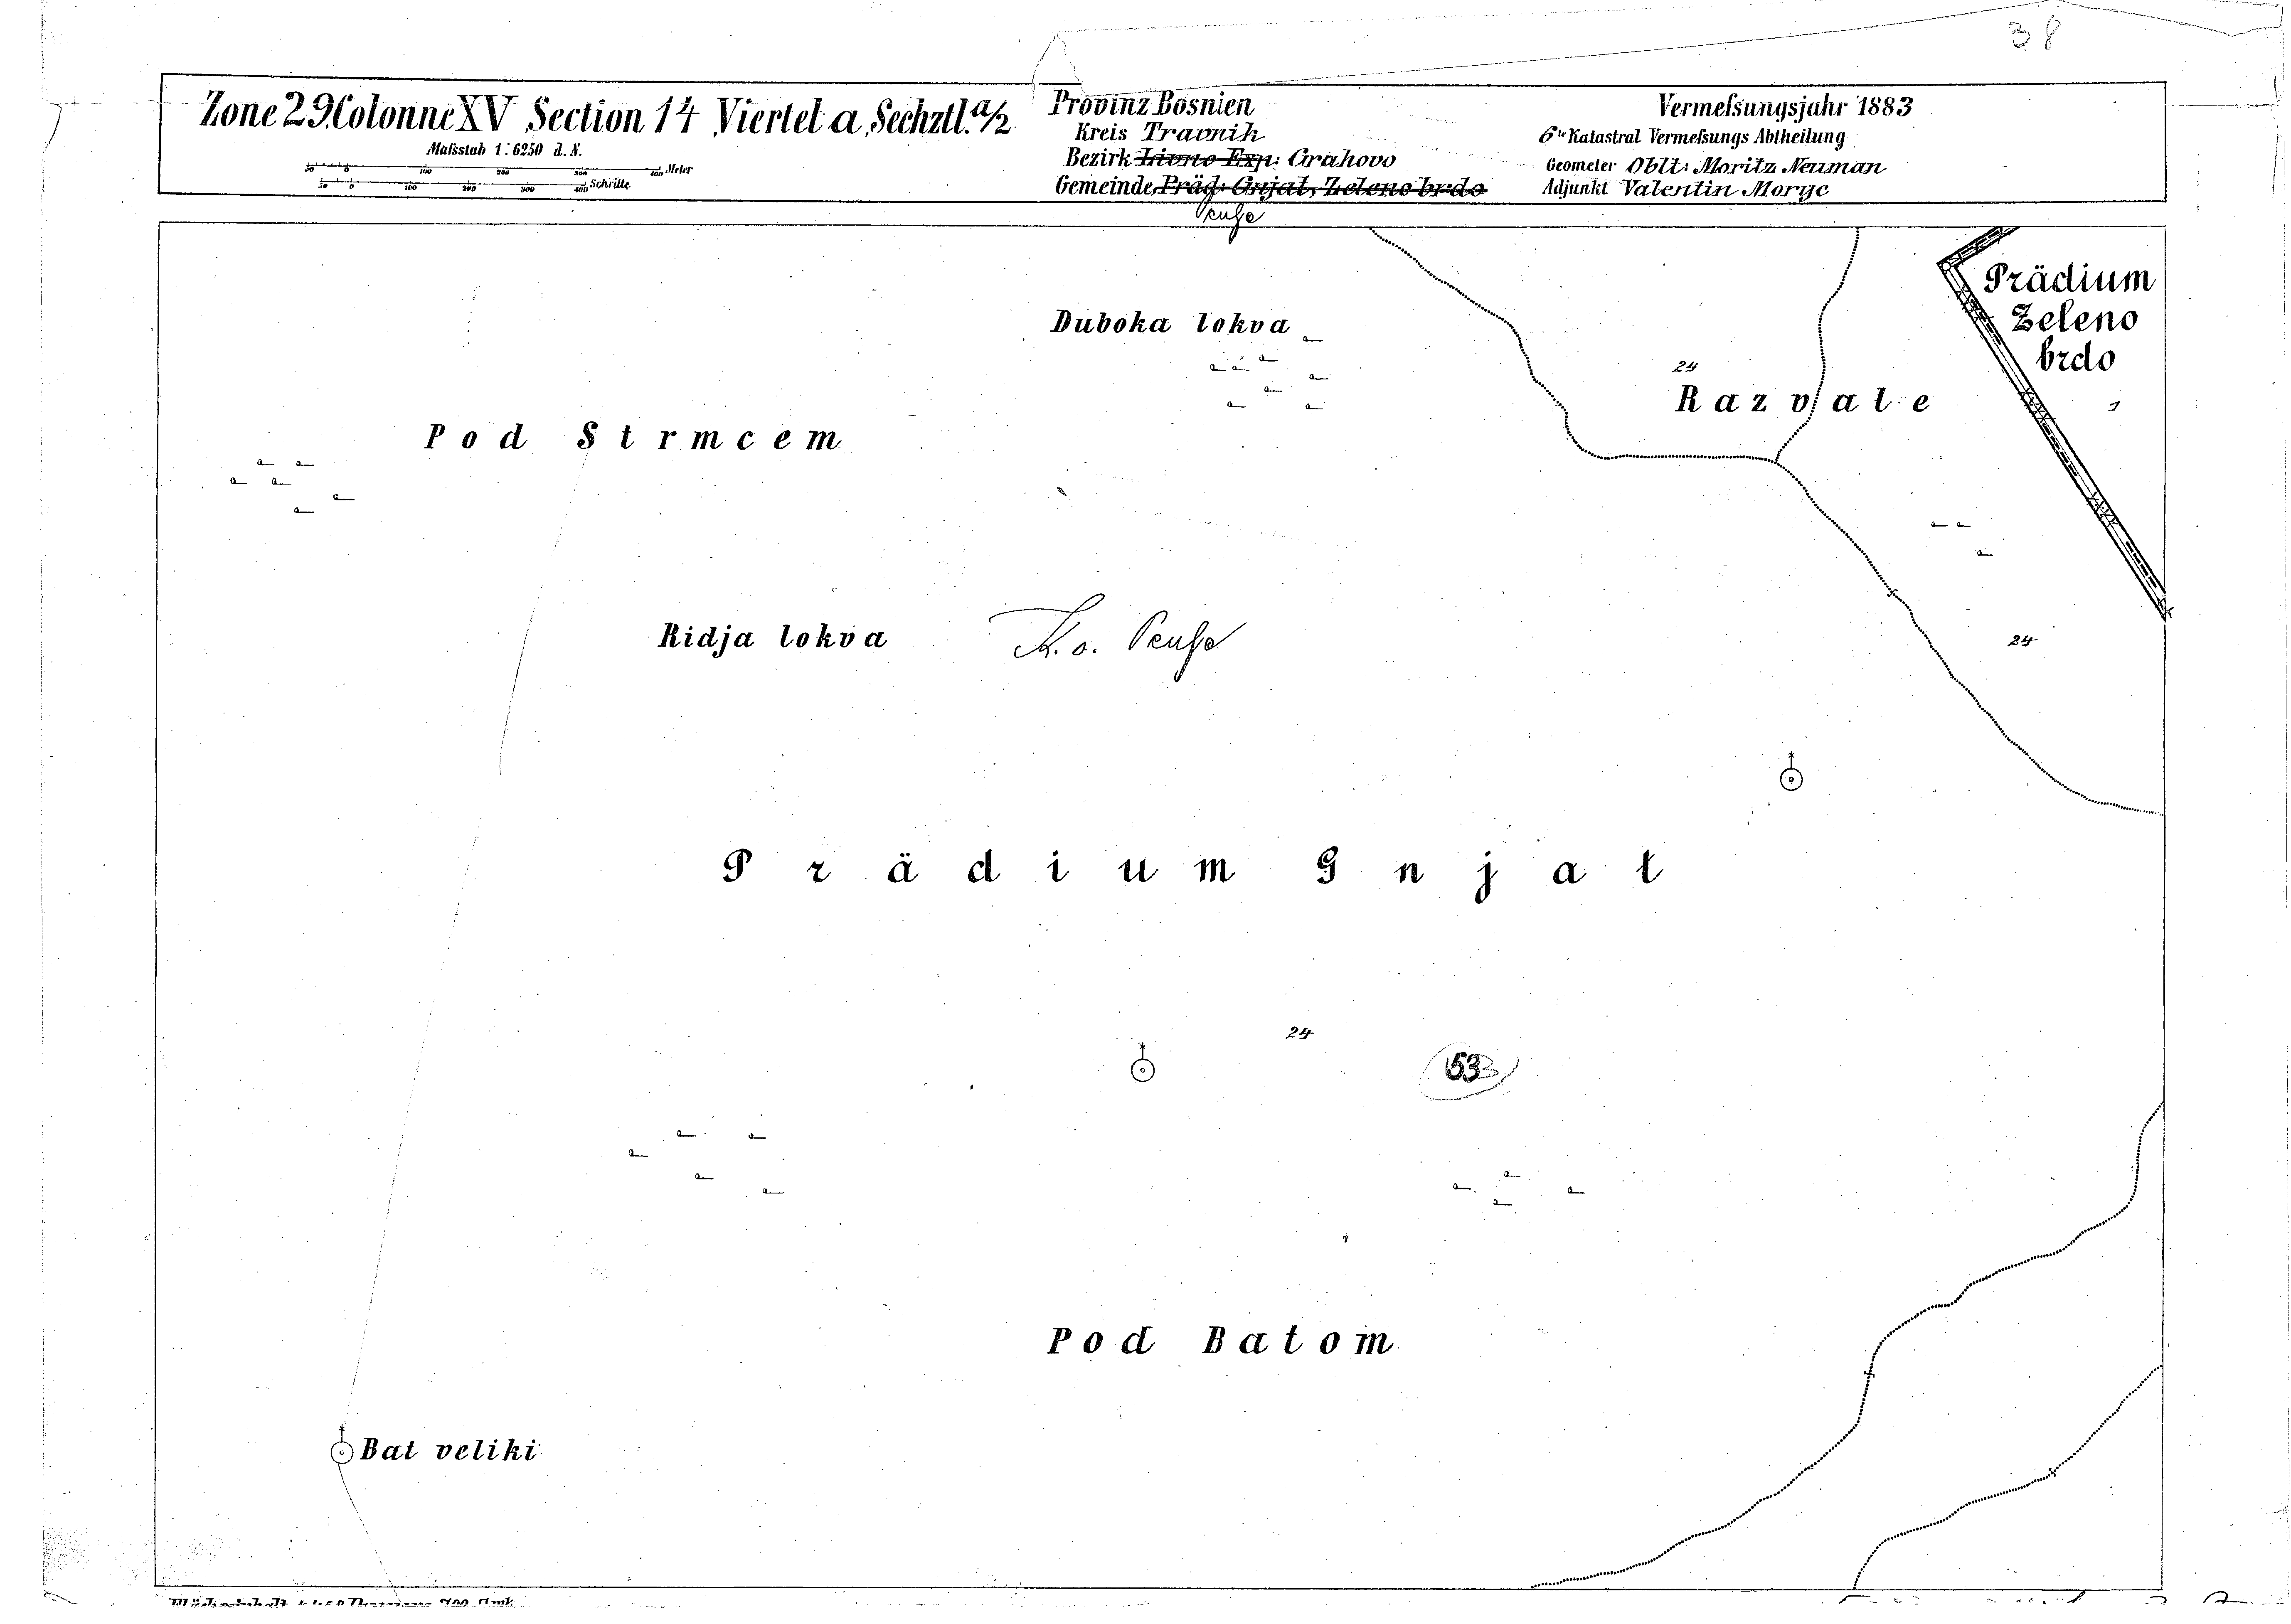 38
Zone 29 Colonne XV Section 14 Viertel a Sechztl. a/2
Maſsstab 1:6250 d. N.
50 0 100 200 300 400 Meter
50 0 100 200 300 400 Schritte
Provinz Bosnien
Kreis Travnik
Bezirk Livno Exp: Grahovo
Gemeinde Präd: Gnjat, Zeleno brdo
Peulje
Vermeſsungsjahr 1883
6te Katastral Vermeſsungs Abtheilung
Geometer Oblt: Moritz Neuman
Adjunkt Valentin Moryc
Prädium
Zeleno
brdo
Duboka lokva
24
Razvale
1
Pod Strmcem
Ridja lokva
K. o. Peulje
24
Prädium Gnjat
24
53
Pod Batom
Bat veliki